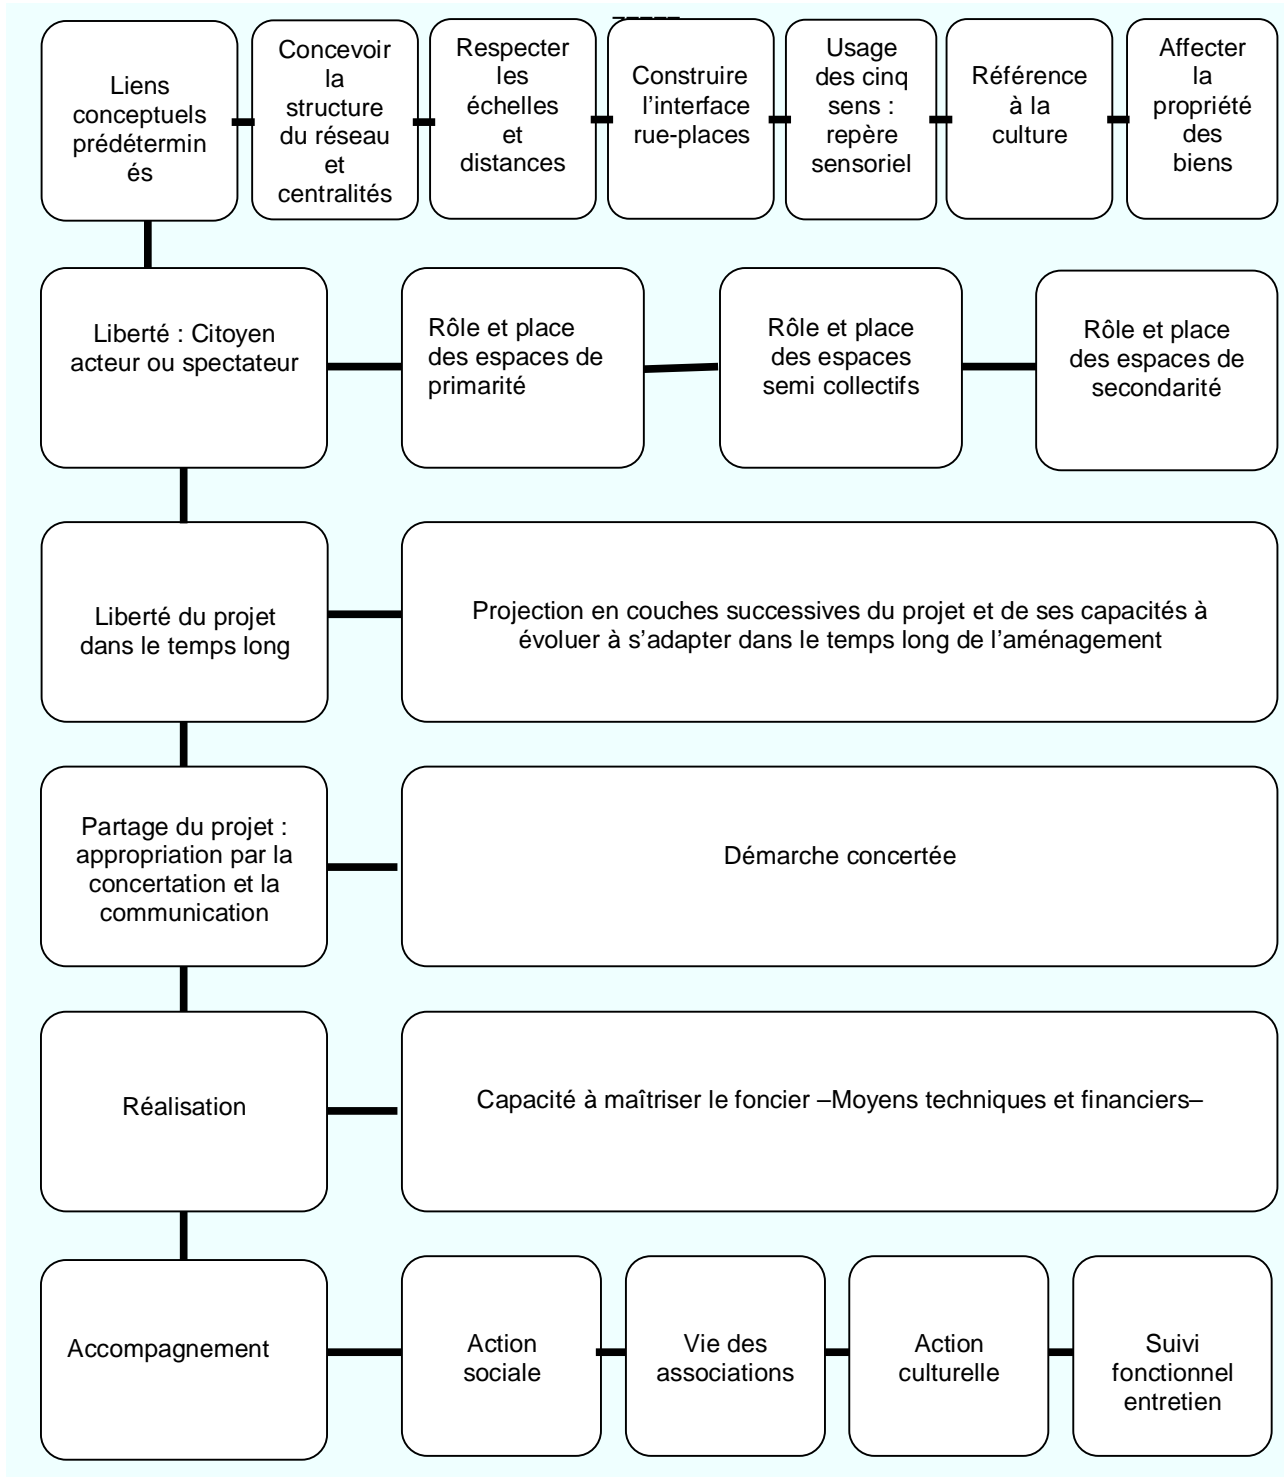 Liens
conceptuels
prédétermin
és
Concevoir
la
structure
du réseau
et
centralités
Respecter
les
échelles
et
distances
Construire
l’interface
rue-places
Usage
des cinq
sens :
repère
sensoriel
Référence
à la
culture
Affecter
la
propriété
des
biens
Liberté : Citoyen
acteur ou spectateur
Rôle et place
des espaces de
primarité
Rôle et place
des espaces
semi collectifs
Rôle et place
des espaces de
secondarité
Liberté du projet
dans le temps long
Projection en couches successives du projet et de ses capacités à
évoluer à s’adapter dans le temps long de l’aménagement
Partage du projet :
appropriation par la
concertation et la
communication
Démarche concertée
Réalisation
Capacité à maîtriser le foncier –Moyens techniques et financiers–
Accompagnement
Action
sociale
Vie des
associations
Action
culturelle
Suivi
fonctionnel
entretien